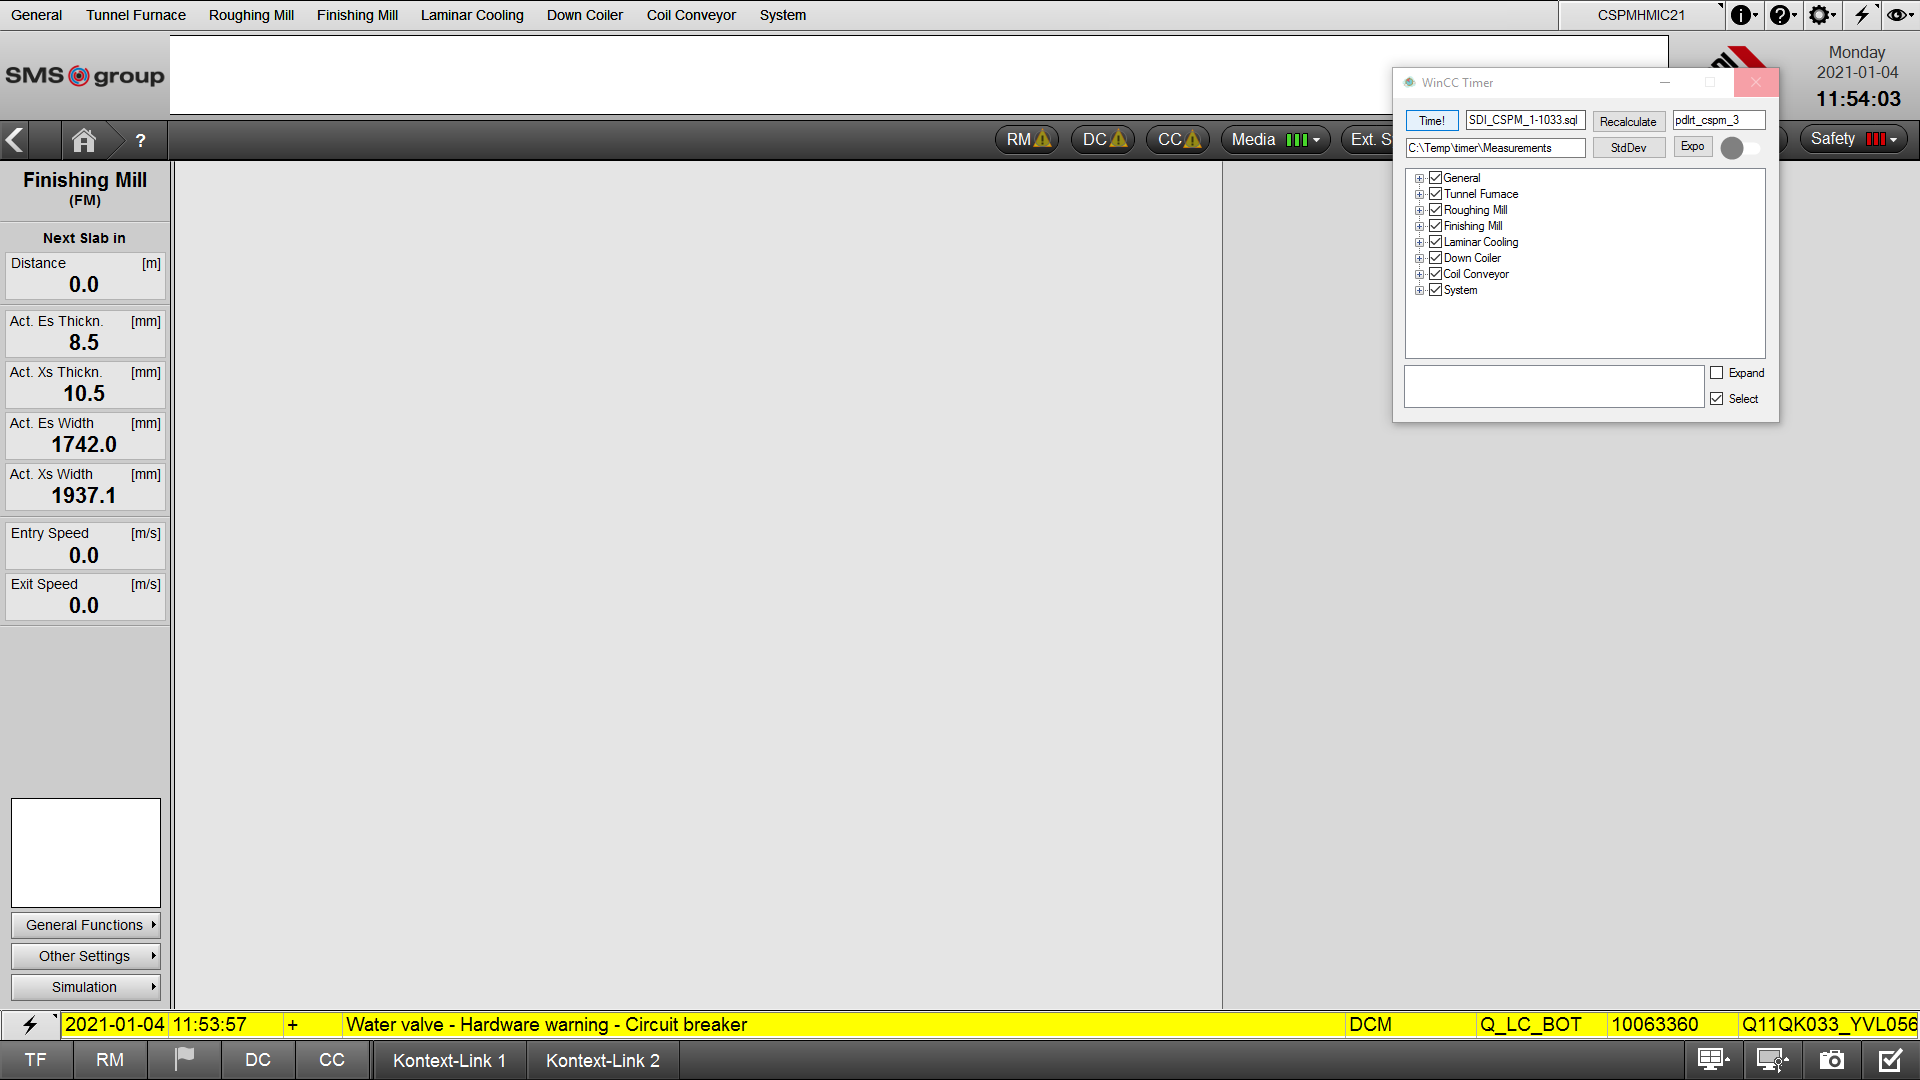 General Tunnel Furnace Roughing Mill Finishing Mill Laminar Cooling Down Coiler Coil Conveyor System CSPMHMIC21
SMS group
Monday
2021-01-04
11:54:03
WinCC Timer
Time! SDI_CSPM_1-1033.sql Recalculate pdlrt_cspm_3
C:\Temp\timer\Measurements StdDev Expo
General
Tunnel Furnace
Roughing Mill
Finishing Mill
Laminar Cooling
Down Coiler
Coil Conveyor
System
Expand
Select
? RM DC CC Media Ext. S Safety
Finishing Mill
(FM)
Next Slab in
Distance [m]
0.0
Act. Es Thickn. [mm]
8.5
Act. Xs Thickn. [mm]
10.5
Act. Es Width [mm]
1742.0
Act. Xs Width [mm]
1937.1
Entry Speed [m/s]
0.0
Exit Speed [m/s]
0.0
General Functions
Other Settings
Simulation
2021-01-04 11:53:57 + Water valve - Hardware warning - Circuit breaker DCM Q_LC_BOT 10063360 Q11QK033_YVL056
TF RM DC CC Kontext-Link 1 Kontext-Link 2